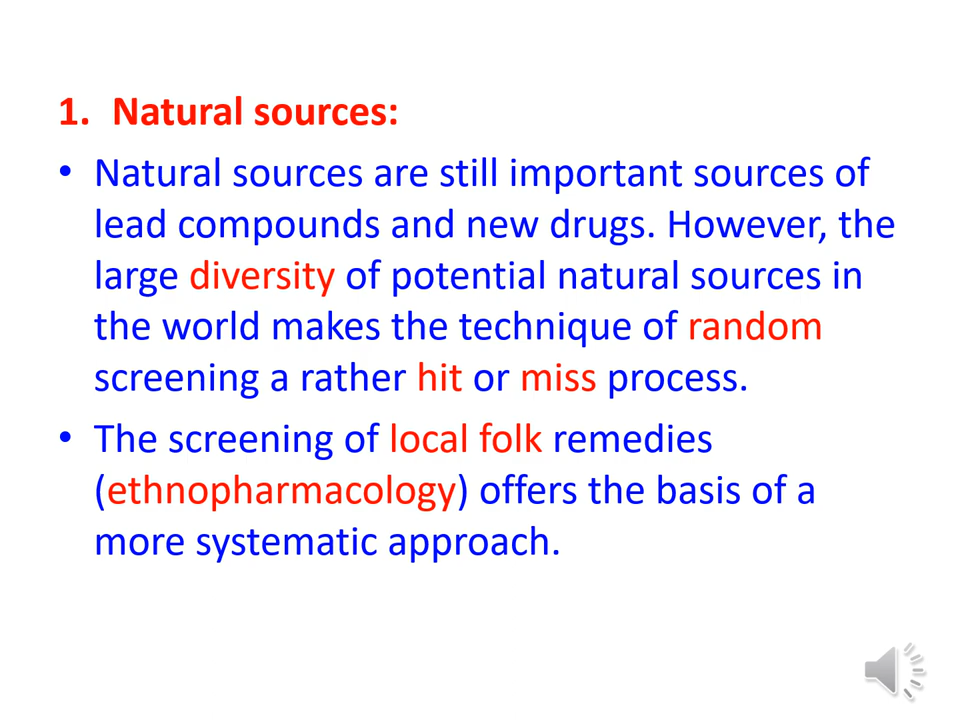 1. Natural sources:
• Natural sources are still important sources of
lead compounds and new drugs. However, the
large diversity of potential natural sources in
the world makes the technique of random
screening a rather hit or miss process.
• The screening of local folk remedies
(ethnopharmacology) offers the basis of a
more systematic approach.